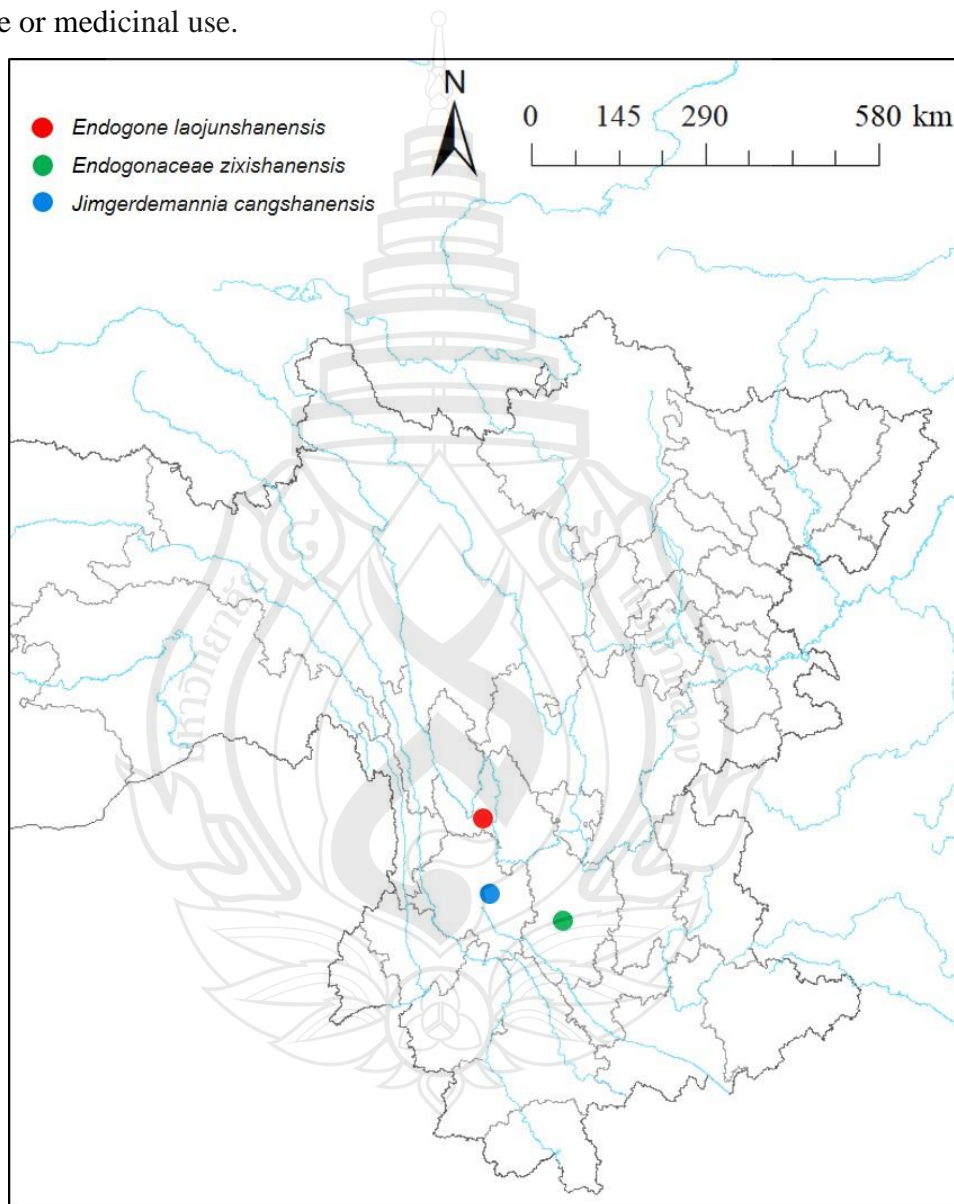 e or medicinal use.
N
0 145 290 580 km
Endogone laojunshanensis
Endogonaceae zixishanensis
Jimgerdemannia cangshanensis